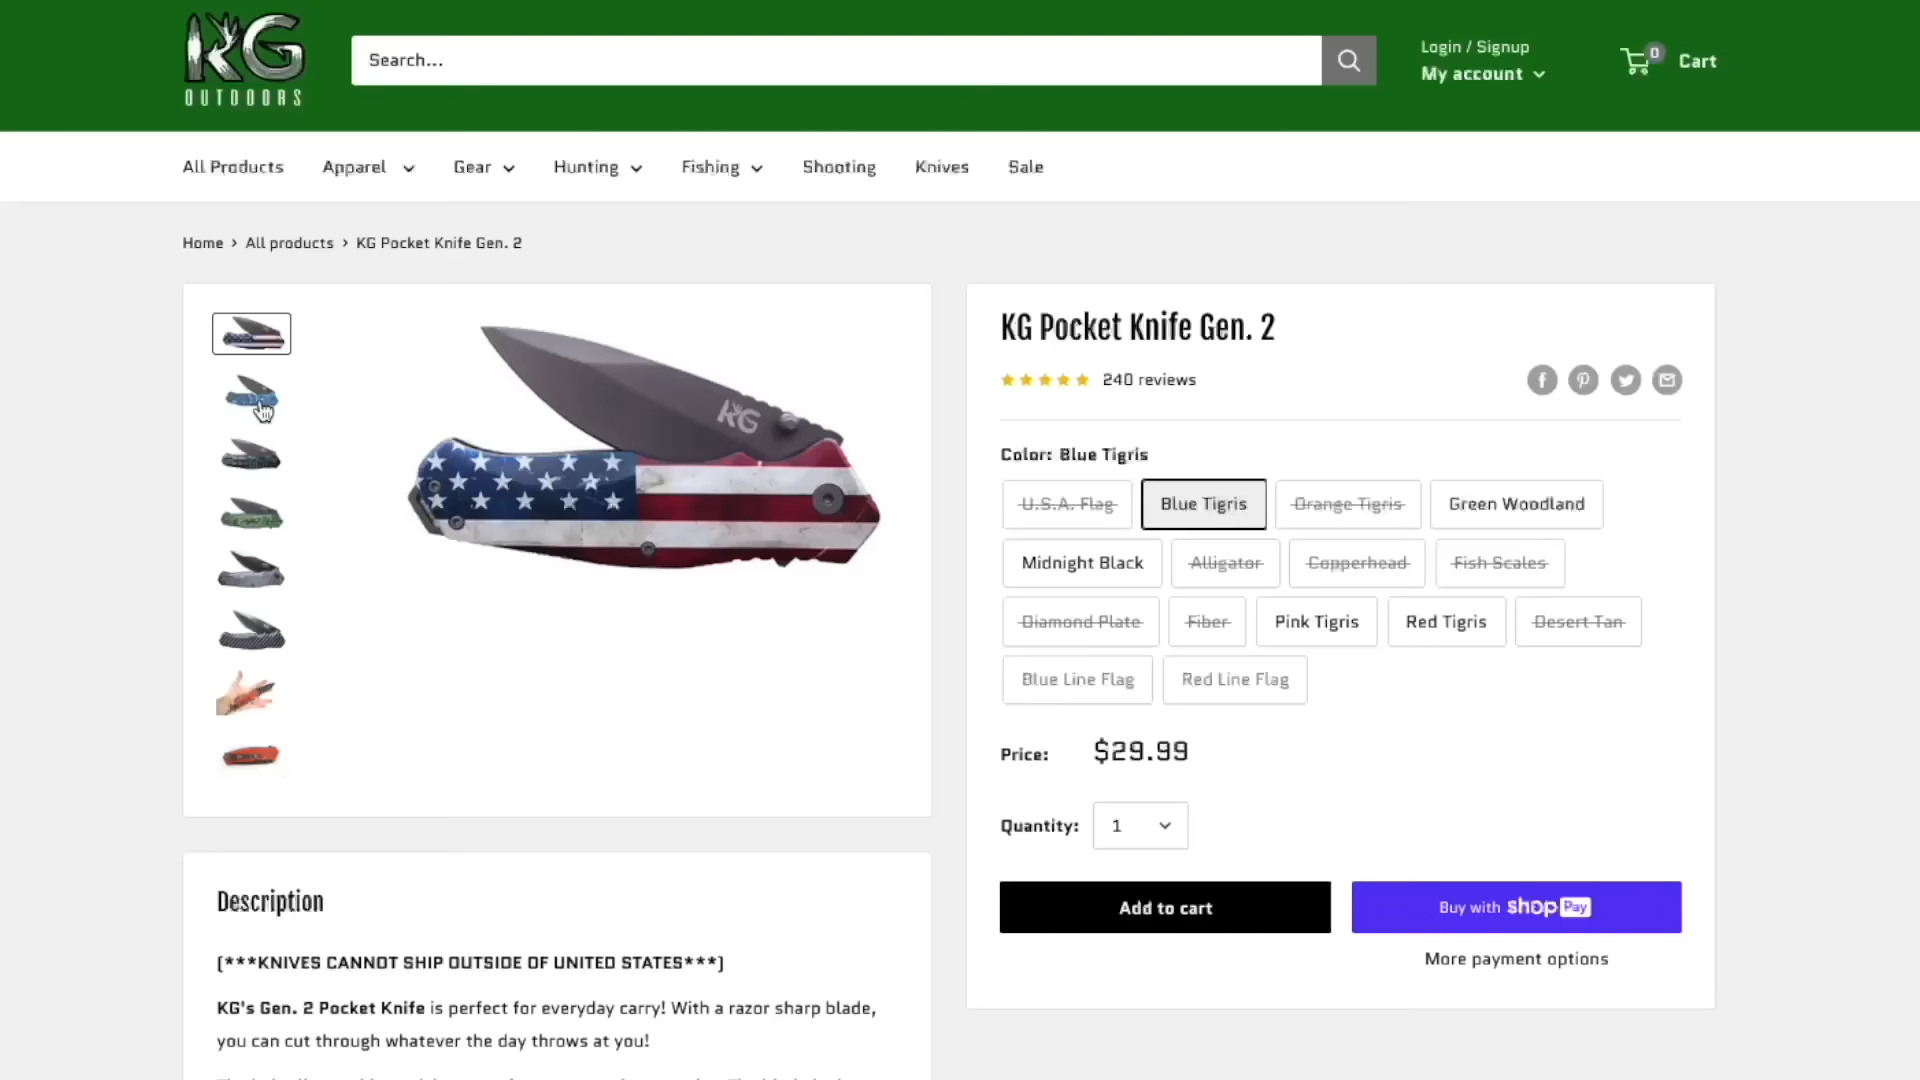 KG
OUTDOORS
Search...
Login / Signup
My account
0
Cart
All Products
Apparel
Gear
Hunting
Fishing
Shooting
Knives
Sale
Home › All products › KG Pocket Knife Gen. 2
KG
KG Pocket Knife Gen. 2
240 reviews
Color: Blue Tigris
U.S.A. Flag
Blue Tigris
Orange Tigris
Green Woodland
Midnight Black
Alligator
Copperhead
Fish Scales
Diamond Plate
Fiber
Pink Tigris
Red Tigris
Desert Tan
Blue Line Flag
Red Line Flag
Price: $29.99
Quantity: 1
Add to cart
Buy with shop Pay
More payment options
Description
(***KNIVES CANNOT SHIP OUTSIDE OF UNITED STATES***)
KG's Gen. 2 Pocket Knife is perfect for everyday carry! With a razor sharp blade,
you can cut through whatever the day throws at you!